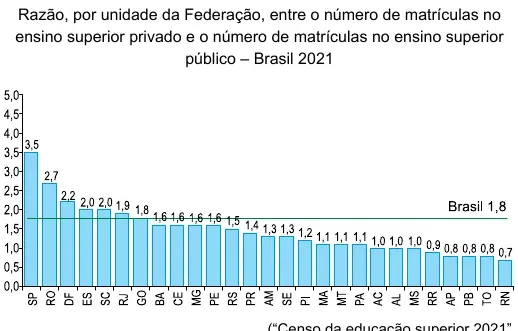 Razão, por unidade da Federação, entre o número de matrículas no
ensino superior privado e o número de matrículas no ensino superior
público – Brasil 2021
5,0
4,5
4,0
3,5
3,0
2,5
2,0
1,5
1,0
0,5
0,0
3,5 2,7 2,2 2,0 2,0 1,9 1,8 1,6 1,6 1,6 1,6 1,5 1,4 1,3 1,3 1,2 1,1 1,1 1,1 1,0 1,0 1,0 0,9 0,8 0,8 0,8 0,7
Brasil 1,8
SP RO DF ES SC RJ GO BA CE MG PE RS PR AM SE PI MA MT PA AC AL MS RR AP PB TO RN
("Censo da educação superior 2021"